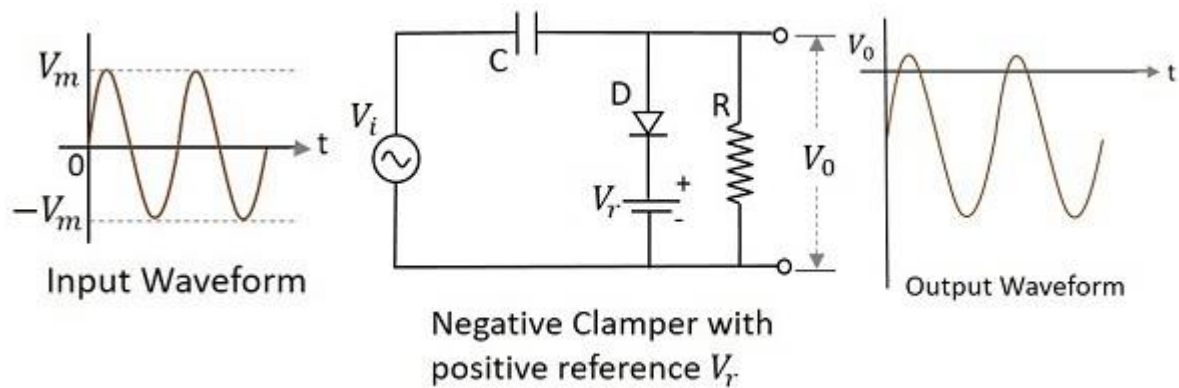 V_m
0
t
−V_m
Input Waveform
V_i
C
D
R
V_r
+
-
V_0
Negative Clamper with
positive reference V_r
V_0
t
Output Waveform